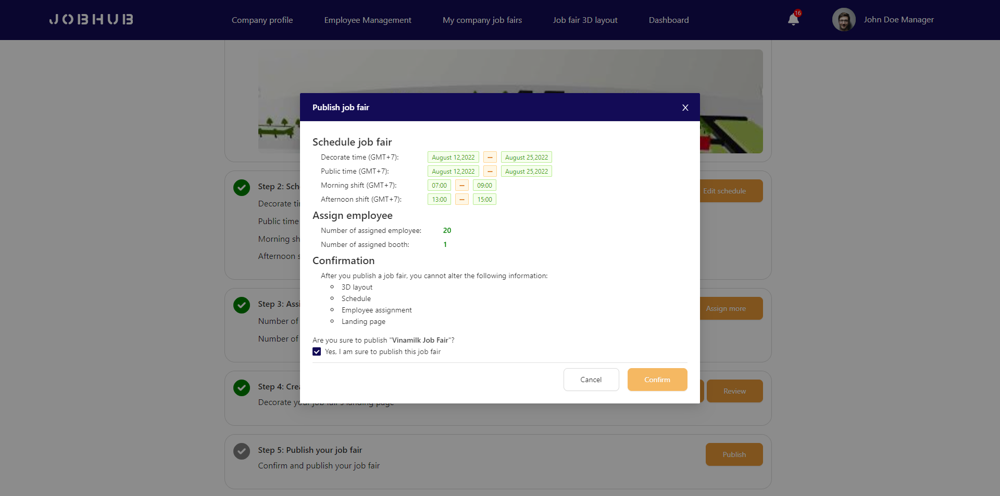 JOBHUB
Company profile
Employee Management
My company job fairs
Job fair 3D layout
Dashboard
16
John Doe Manager
Publish job fair
X
Schedule job fair
Decorate time (GMT+7): August 12,2022 – August 25,2022
Public time (GMT+7): August 12,2022 – August 25,2022
Morning shift (GMT+7): 07:00 – 09:00
Afternoon shift (GMT+7): 13:00 – 15:00
Assign employee
Number of assigned employee: 20
Number of assigned booth: 1
Confirmation
After you publish a job fair, you cannot alter the following information:
3D layout
Schedule
Employee assignment
Landing page
Are you sure to publish "Vinamilk Job Fair"?
Yes, I am sure to publish this job fair
Cancel
Confirm
Step 2: Sch
Edit schedule
Decorate ti
Public time
Morning sh
Afternoon s
Step 3: Assi
Assign more
Number of
Number of
Step 4: Crea
Review
Decorate your job fair's landing page
Step 5: Publish your job fair
Publish
Confirm and publish your job fair